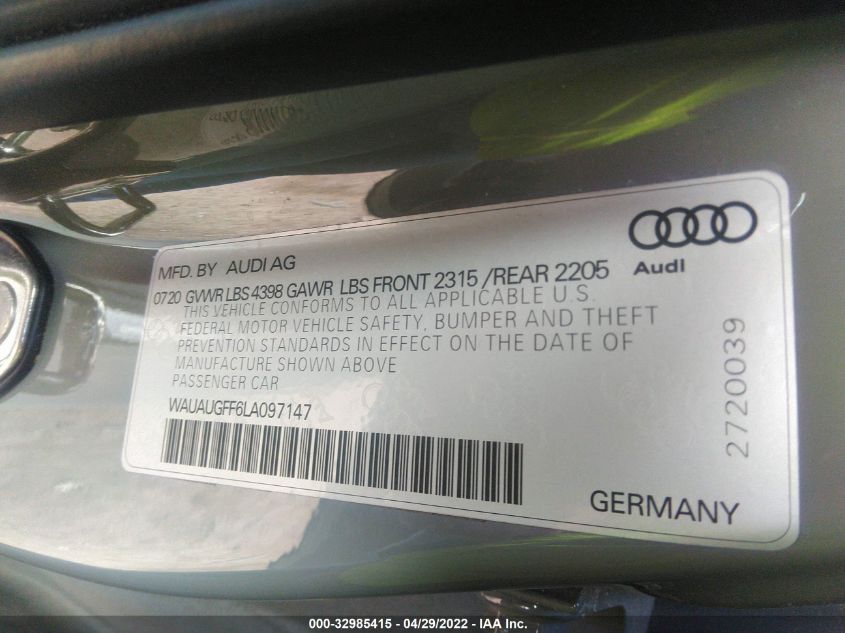 MFD. BY AUDI AG
0720 GVWR LBS 4398 GAWR LBS FRONT 2315 /REAR 2205
Audi
THIS VEHICLE CONFORMS TO ALL APPLICABLE U.S.
FEDERAL MOTOR VEHICLE SAFETY, BUMPER AND THEFT
PREVENTION STANDARDS IN EFFECT ON THE DATE OF
MANUFACTURE SHOWN ABOVE
PASSENGER CAR
WAUAUGFF6LA097147
2720039
GERMANY
000-32985415 - 04/29/2022 - IAA Inc.